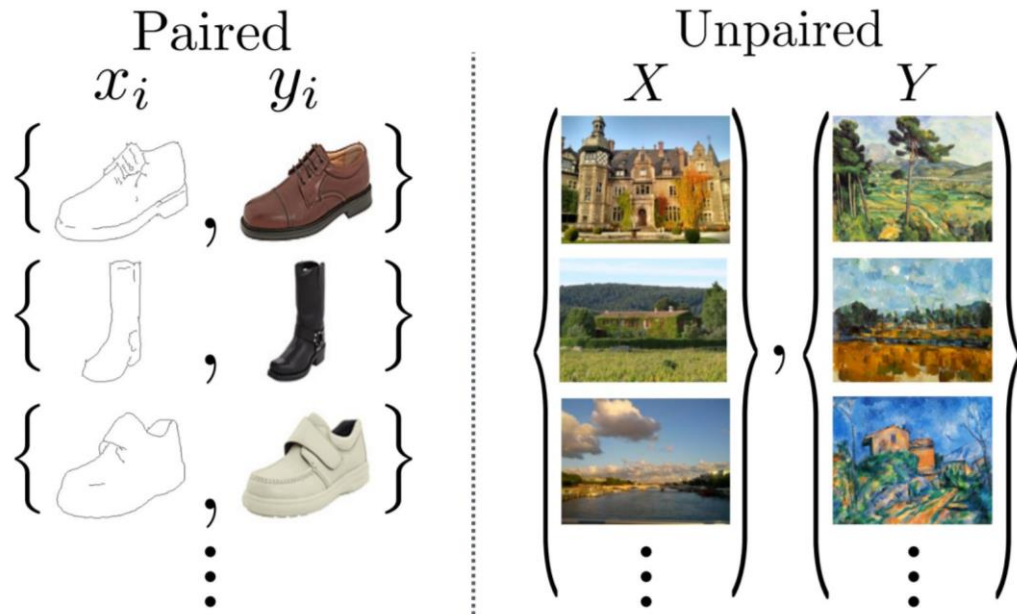 Paired
x_i y_i
{ , }
{ , }
{ , }
⋮
Unpaired
X Y
{ , }
⋮ ⋮